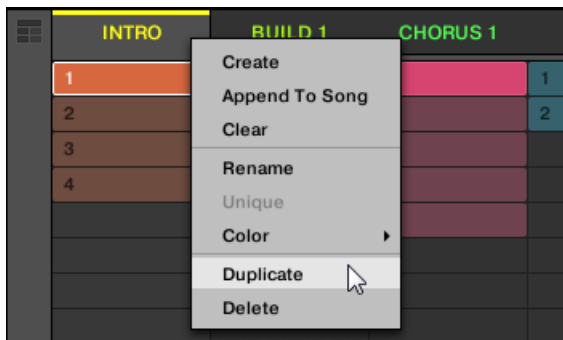 INTRO BUILD 1 CHORUS 1
1 1
2 2
3
4
Create
Append To Song
Clear
Rename
Unique
Color
Duplicate
Delete